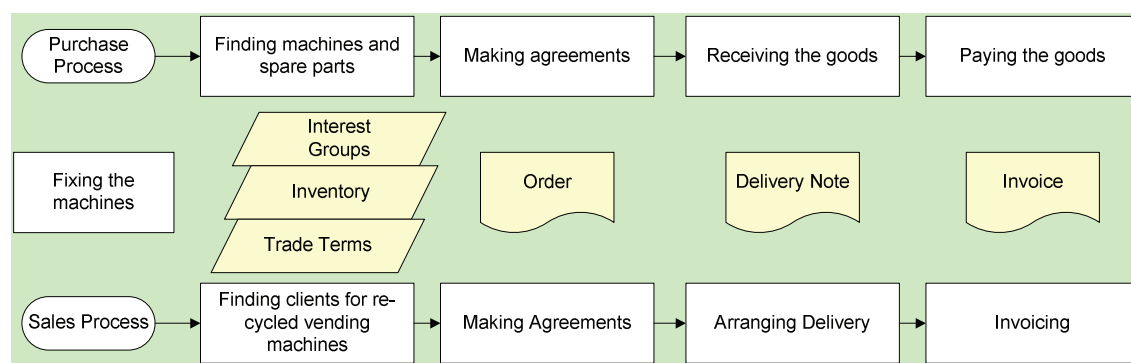 Purchase
Process
Finding machines and
spare parts
Making agreements
Receiving the goods
Paying the goods
Fixing the
machines
Interest
Groups
Inventory
Trade Terms
Order
Delivery Note
Invoice
Sales Process
Finding clients for re-
cycled vending
machines
Making Agreements
Arranging Delivery
Invoicing